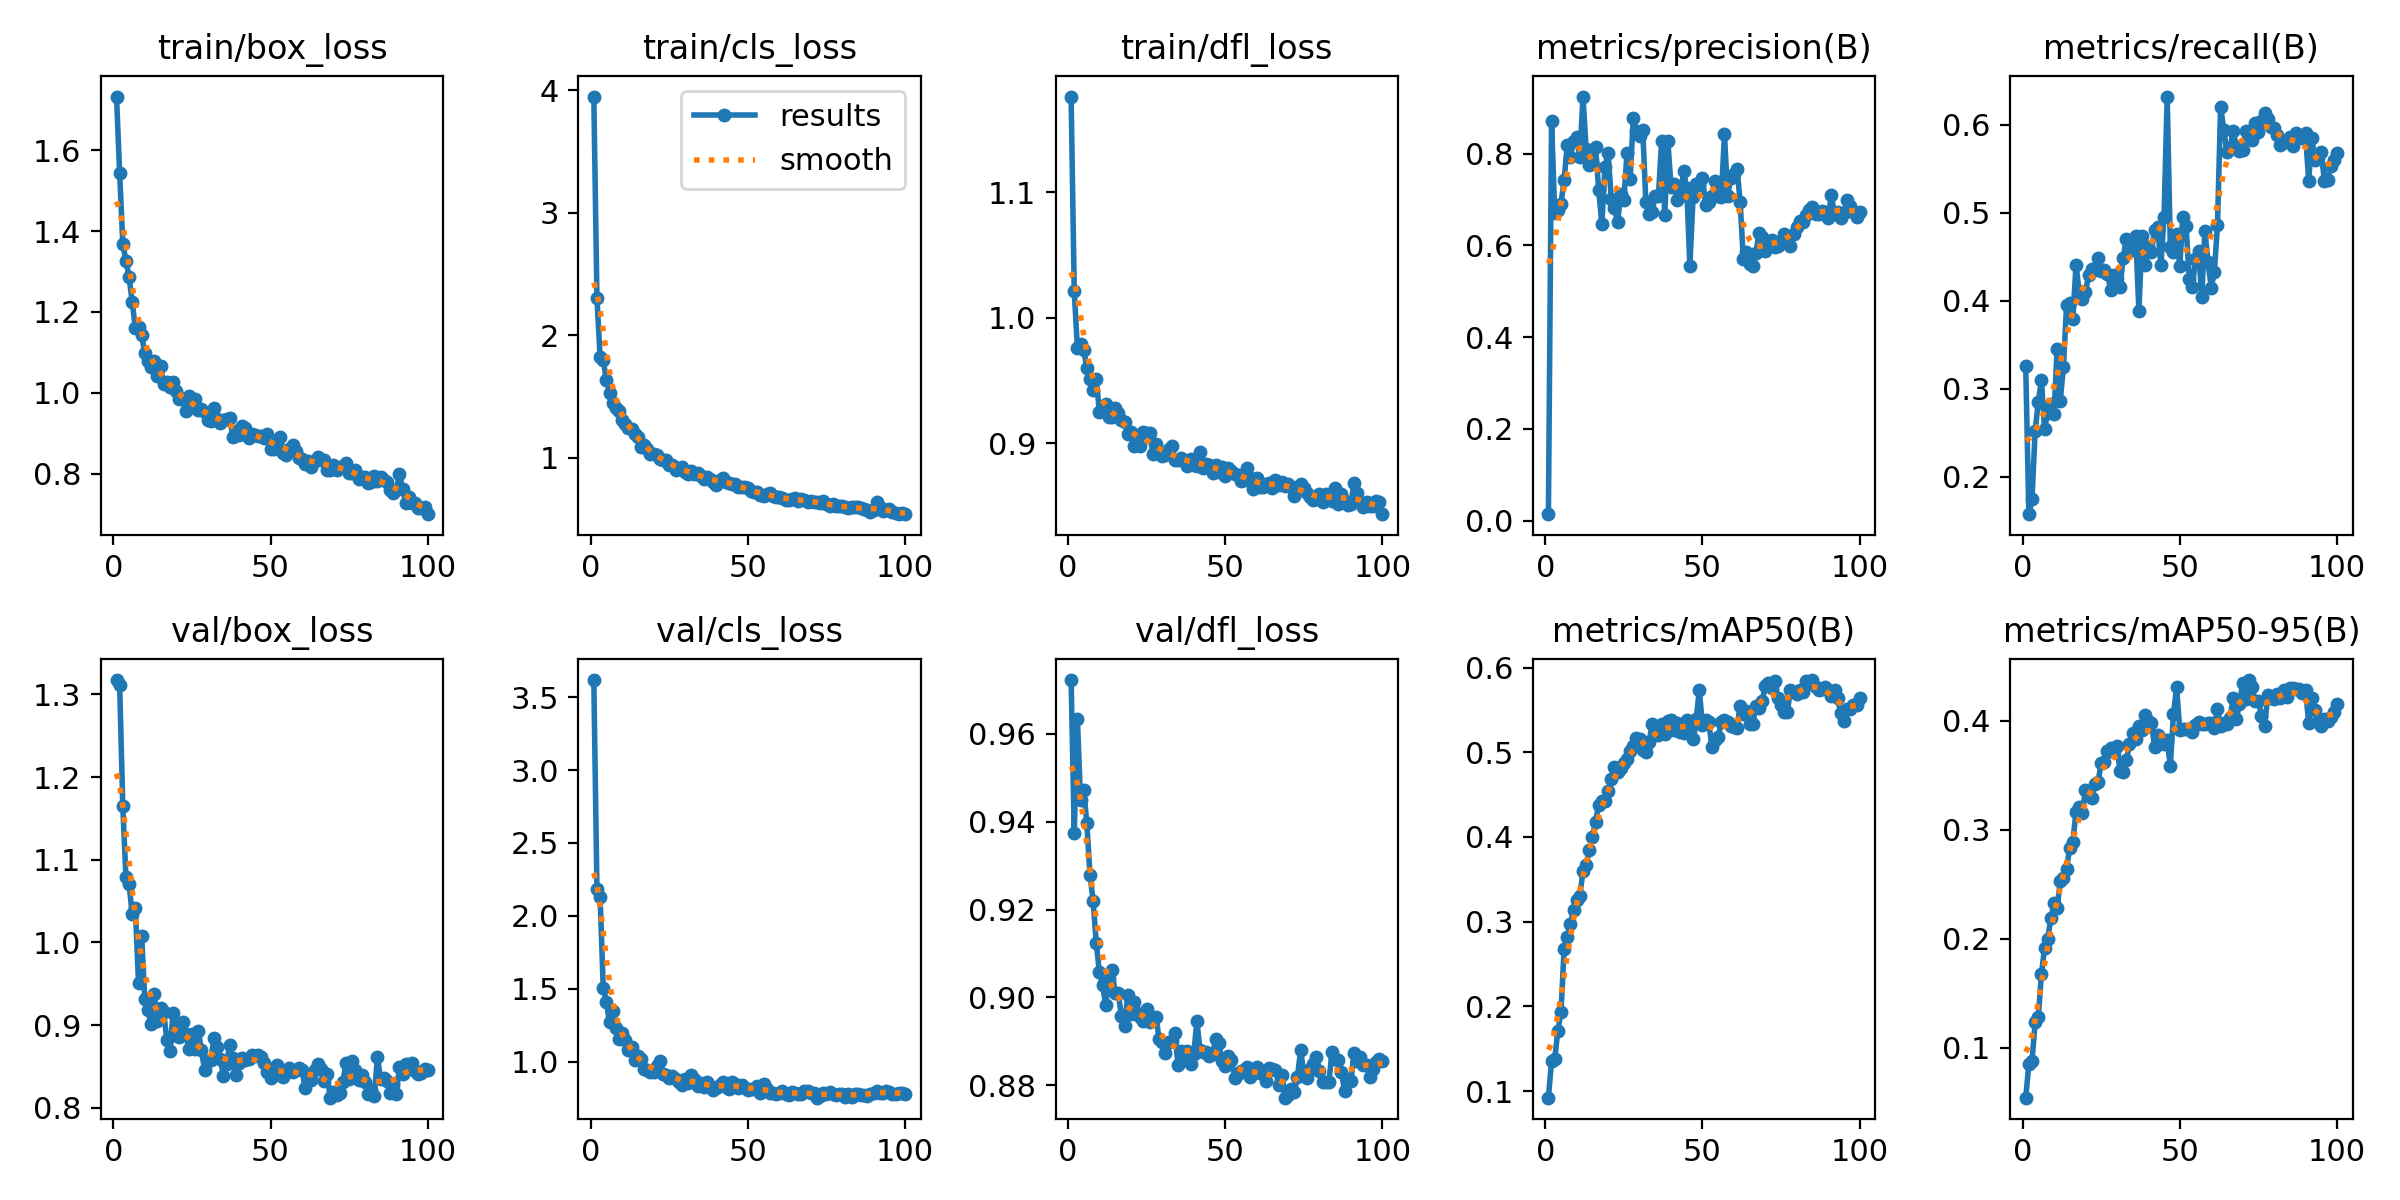 train/box_loss
1.6
1.4
1.2
1.0
0.8
0 50 100
train/cls_loss
results
smooth
4
3
2
1
0 50 100
train/dfl_loss
1.1
1.0
0.9
0 50 100
metrics/precision(B)
0.8
0.6
0.4
0.2
0.0
0 50 100
metrics/recall(B)
0.6
0.5
0.4
0.3
0.2
0 50 100
val/box_loss
1.3
1.2
1.1
1.0
0.9
0.8
0 50 100
val/cls_loss
3.5
3.0
2.5
2.0
1.5
1.0
0 50 100
val/dfl_loss
0.96
0.94
0.92
0.90
0.88
0 50 100
metrics/mAP50(B)
0.6
0.5
0.4
0.3
0.2
0.1
0 50 100
metrics/mAP50-95(B)
0.4
0.3
0.2
0.1
0 50 100